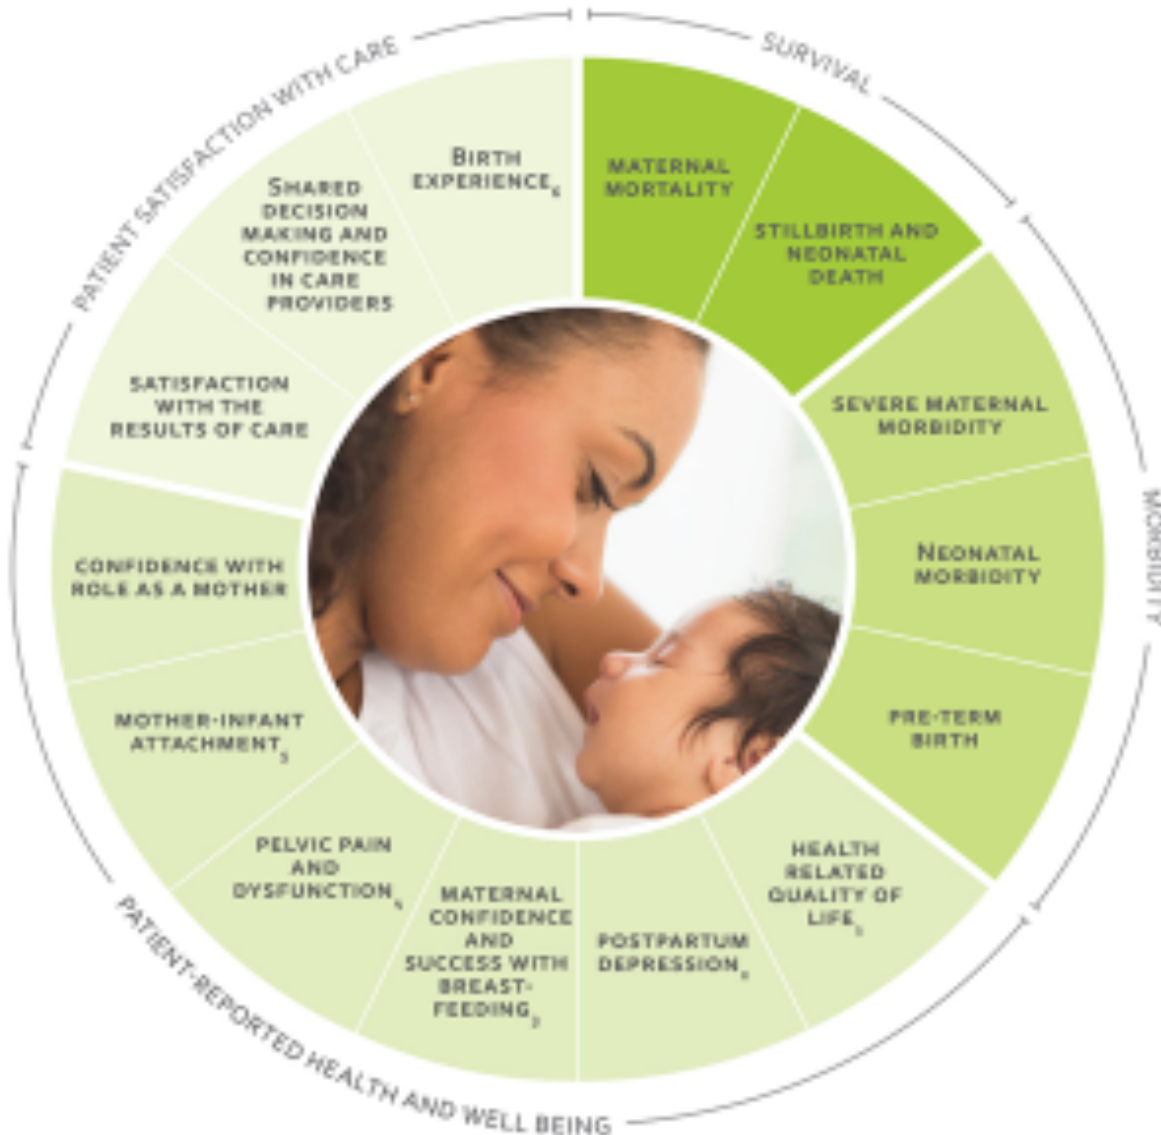 SURVIVAL
MATERNAL
MORTALITY
STILLBIRTH AND
NEONATAL
DEATH
MORBIDITY
SEVERE MATERNAL
MORBIDITY
NEONATAL
MORBIDITY
PRE-TERM
BIRTH
PATIENT-REPORTED HEALTH AND WELL BEING
HEALTH
RELATED
QUALITY OF
LIFE
POSTPARTUM
DEPRESSION
MATERNAL
CONFIDENCE
AND
SUCCESS WITH
BREAST-
FEEDING
PELVIC PAIN
AND
DYSFUNCTION
MOTHER-INFANT
ATTACHMENT
CONFIDENCE WITH
ROLE AS A MOTHER
PATIENT SATISFACTION WITH CARE
SATISFACTION
WITH THE
RESULTS OF CARE
SHARED
DECISION
MAKING AND
CONFIDENCE
IN CARE
PROVIDERS
BIRTH
EXPERIENCE